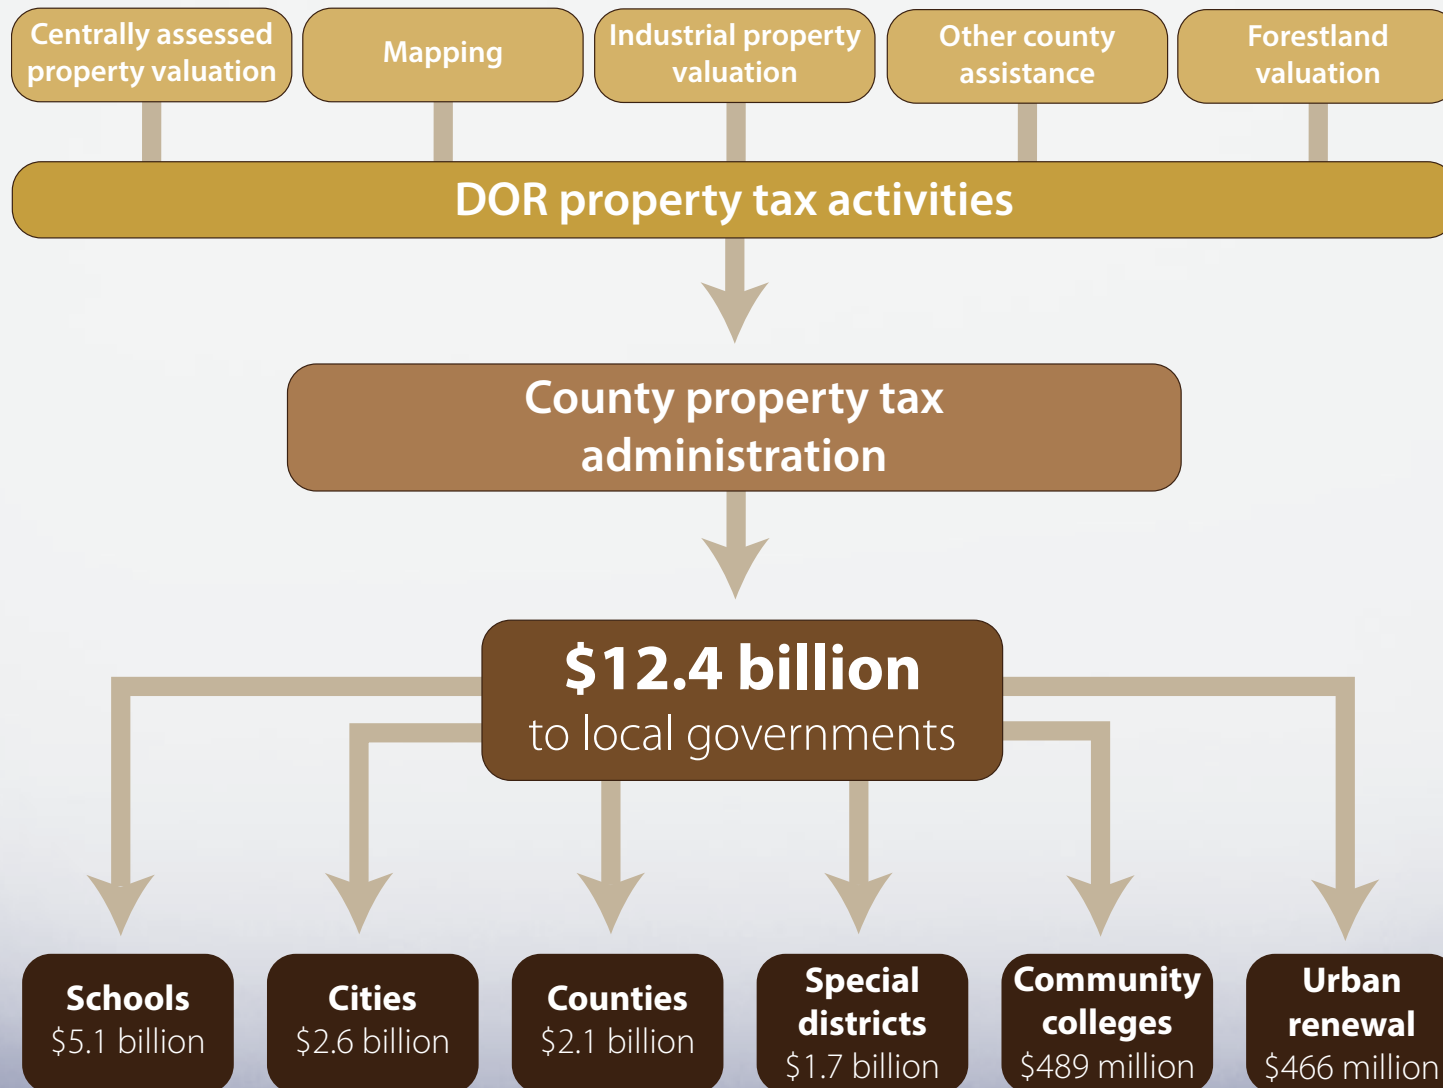 Centrally assessed
property valuation
Mapping
Industrial property
valuation
Other county
assistance
Forestland
valuation
DOR property tax activities
County property tax
administration
$12.4 billion
to local governments
Schools
$5.1 billion
Cities
$2.6 billion
Counties
$2.1 billion
Special
districts
$1.7 billion
Community
colleges
$489 million
Urban
renewal
$466 million